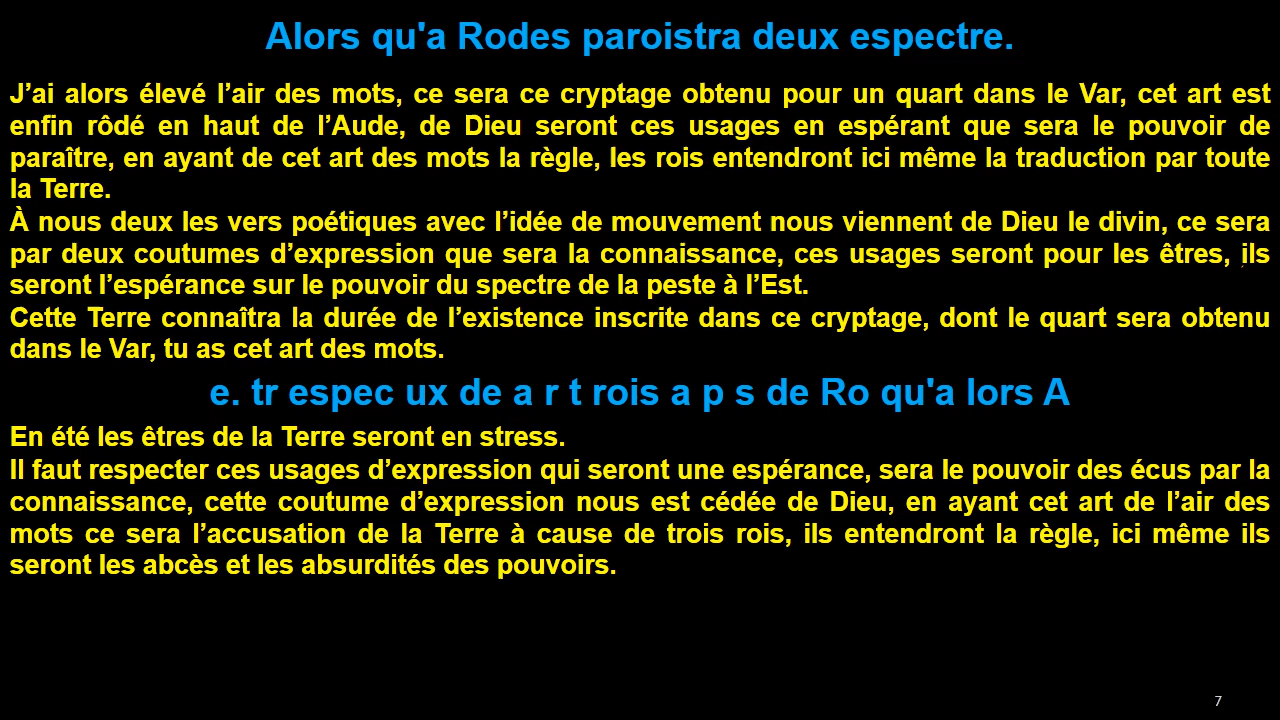 Alors qu'a Rodes paroistra deux espectre.
J’ai alors élevé l’air des mots, ce sera ce cryptage obtenu pour un quart dans le Var, cet art est
enfin rôdé en haut de l’Aude, de Dieu seront ces usages en espérant que sera le pouvoir de
paraître, en ayant de cet art des mots la règle, les rois entendront ici même la traduction par toute
la Terre.
À nous deux les vers poétiques avec l’idée de mouvement nous viennent de Dieu le divin, ce sera
par deux coutumes d’expression que sera la connaissance, ces usages seront pour les êtres, ils
seront l’espérance sur le pouvoir du spectre de la peste à l’Est.
Cette Terre connaîtra la durée de l’existence inscrite dans ce cryptage, dont le quart sera obtenu
dans le Var, tu as cet art des mots.
e. tr espec ux de a r t rois a p s de Ro qu'a lors A
En été les êtres de la Terre seront en stress.
Il faut respecter ces usages d’expression qui seront une espérance, sera le pouvoir des écus par la
connaissance, cette coutume d’expression nous est cédée de Dieu, en ayant cet art de l’air des
mots ce sera l’accusation de la Terre à cause de trois rois, ils entendront la règle, ici même ils
seront les abcès et les absurdités des pouvoirs.
7